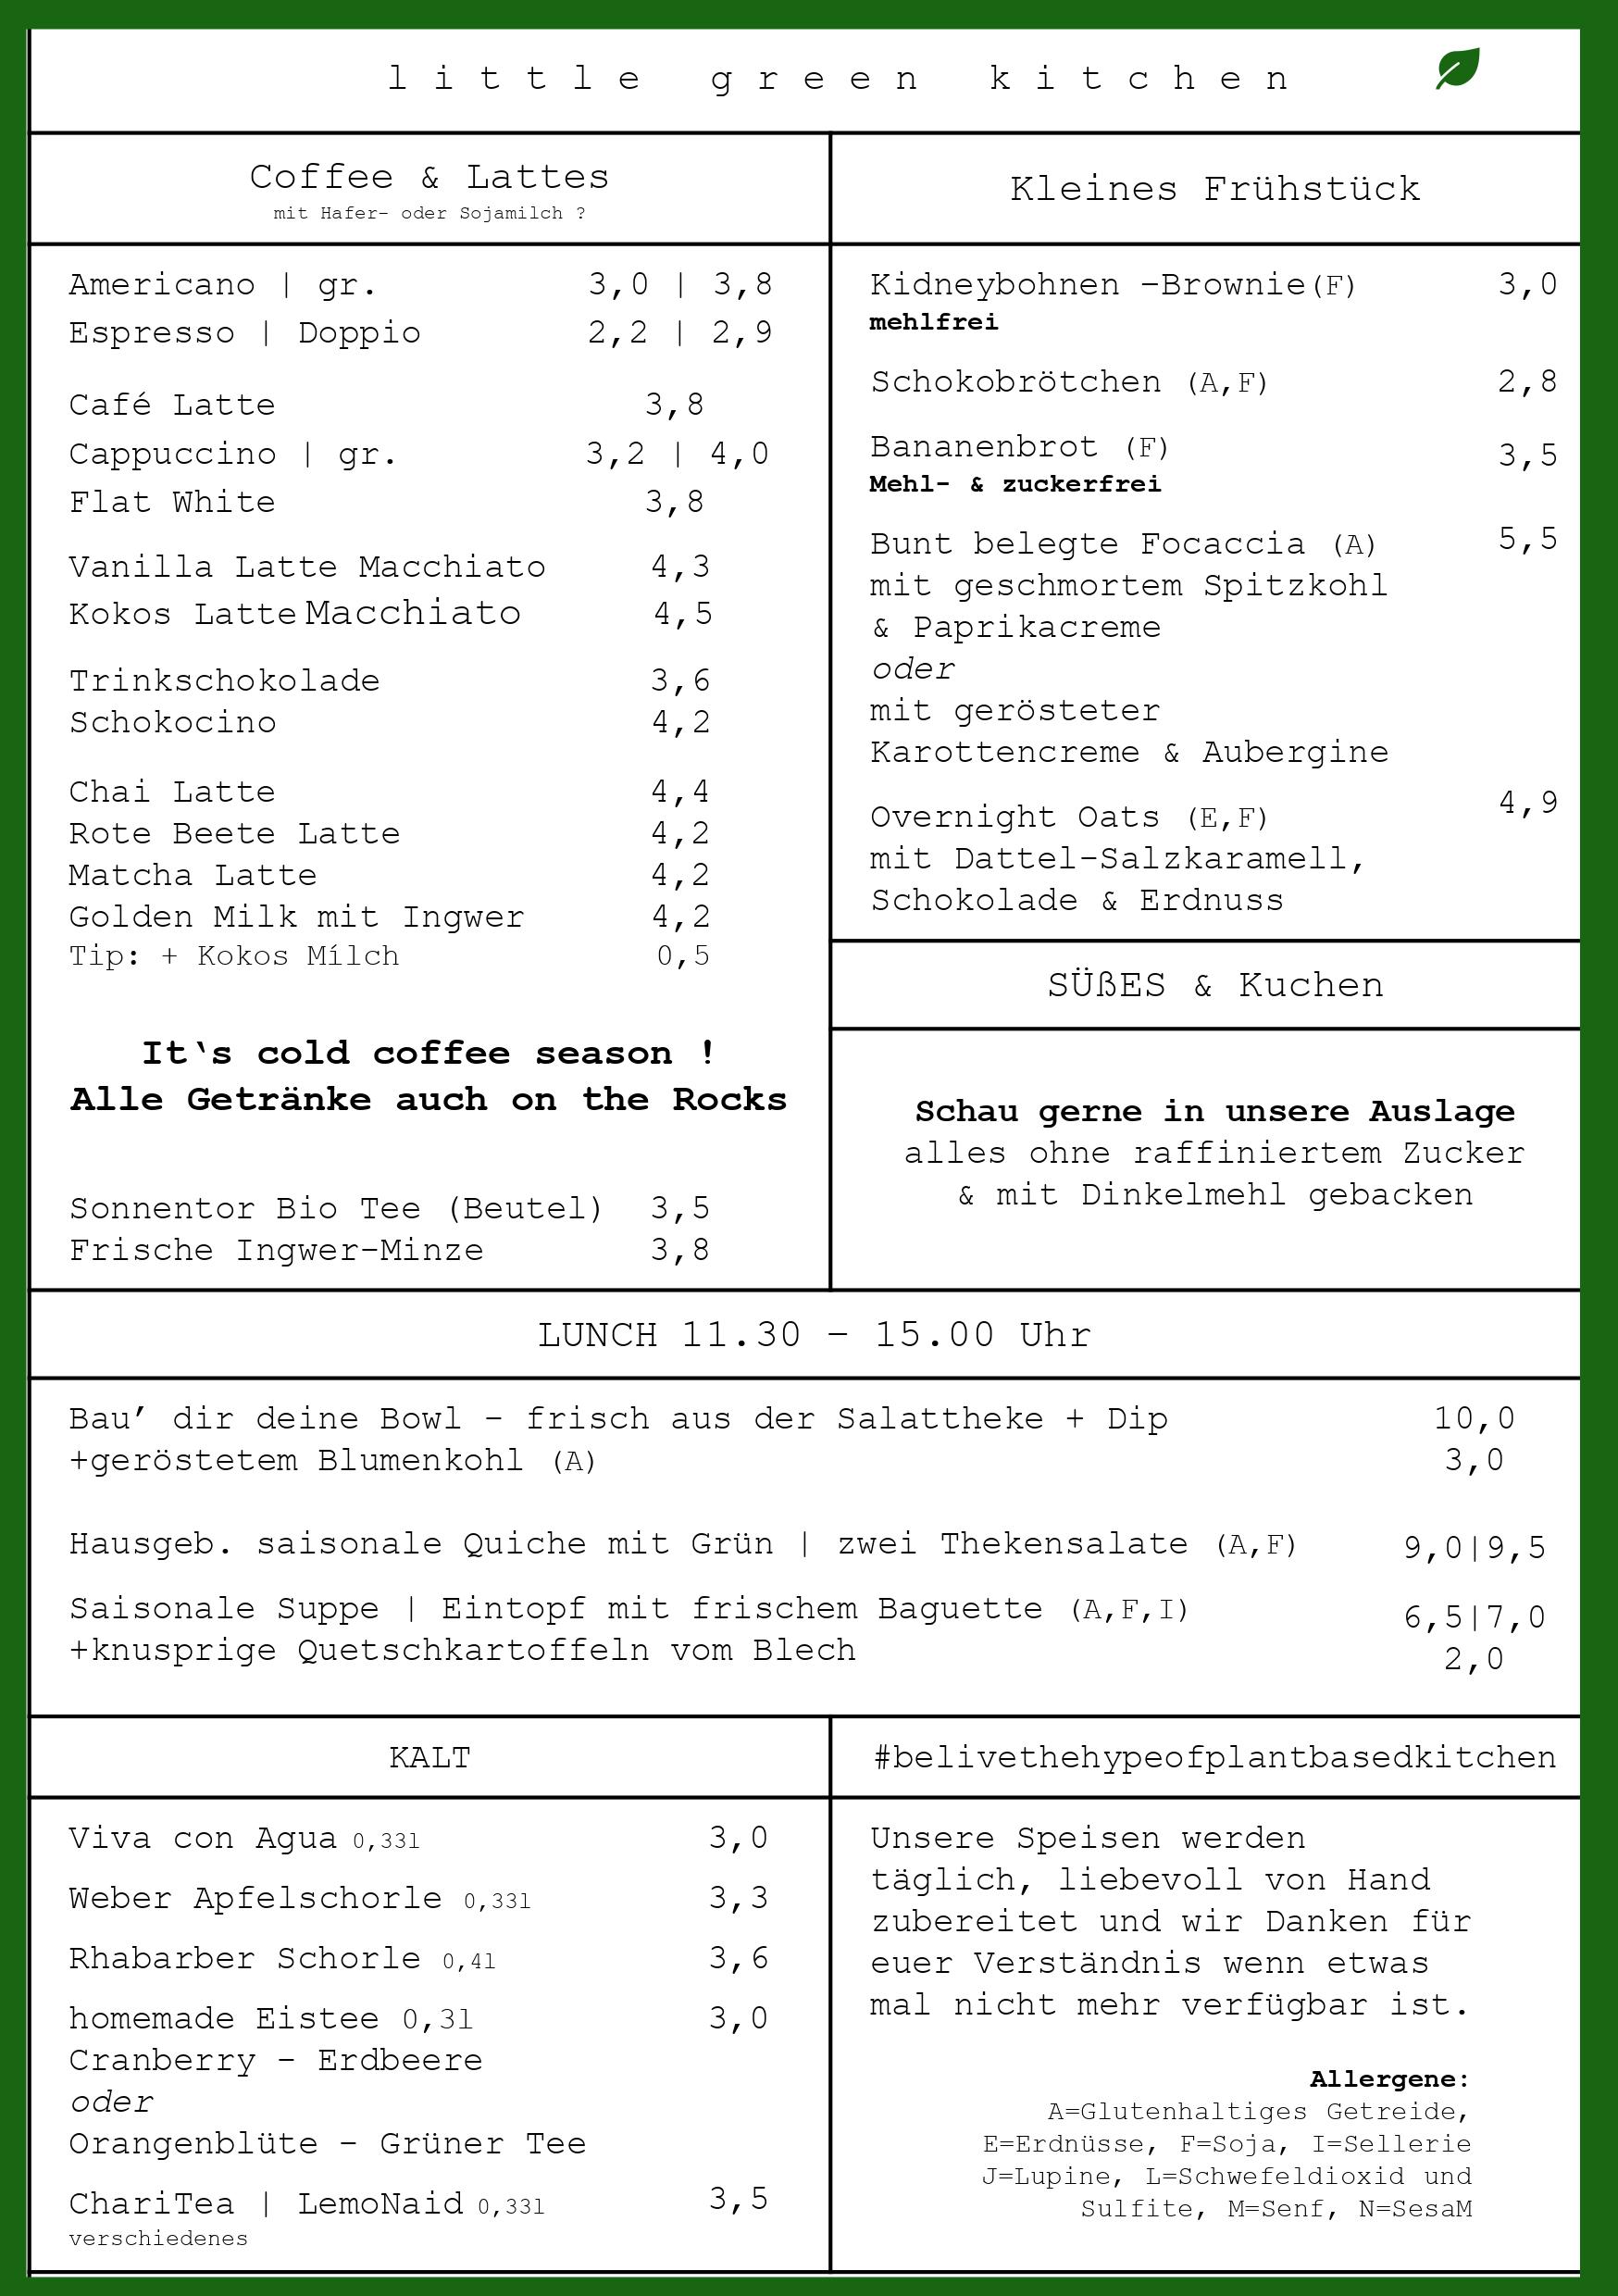 little green kitchen
Coffee & Lattes
mit Hafer- oder Sojamilch ?
Americano | gr. 3,0 | 3,8
Espresso | Doppio 2,2 | 2,9
Café Latte 3,8
Cappuccino | gr. 3,2 | 4,0
Flat White 3,8
Vanilla Latte Macchiato 4,3
Kokos Latte Macchiato 4,5
Trinkschokolade 3,6
Schokocino 4,2
Chai Latte 4,4
Rote Beete Latte 4,2
Matcha Latte 4,2
Golden Milk mit Ingwer 4,2
Tip: + Kokos Mílch 0,5
It‛s cold coffee season !
Alle Getränke auch on the Rocks
Sonnentor Bio Tee (Beutel) 3,5
Frische Ingwer-Minze 3,8
Kleines Frühstück
Kidneybohnen -Brownie(F) 3,0
mehlfrei
Schokobrötchen (A,F) 2,8
Bananenbrot (F) 3,5
Mehl- & zuckerfrei
Bunt belegte Focaccia (A) 5,5
mit geschmortem Spitzkohl
& Paprikacreme
oder
mit gerösteter
Karottencreme & Aubergine
Overnight Oats (E,F) 4,9
mit Dattel-Salzkaramell,
Schokolade & Erdnuss
SÜßES & Kuchen
Schau gerne in unsere Auslage
alles ohne raffiniertem Zucker
& mit Dinkelmehl gebacken
LUNCH 11.30 – 15.00 Uhr
Bau’ dir deine Bowl – frisch aus der Salattheke + Dip 10,0
+geröstetem Blumenkohl (A) 3,0
Hausgeb. saisonale Quiche mit Grün | zwei Thekensalate (A,F) 9,0|9,5
Saisonale Suppe | Eintopf mit frischem Baguette (A,F,I) 6,5|7,0
+knusprige Quetschkartoffeln vom Blech 2,0
KALT
Viva con Agua 0,33l 3,0
Weber Apfelschorle 0,33l 3,3
Rhabarber Schorle 0,4l 3,6
homemade Eistee 0,3l 3,0
Cranberry – Erdbeere
oder
Orangenblüte – Grüner Tee
ChariTea | LemoNaid 0,33l 3,5
verschiedenes
#belivethehypeofplantbasedkitchen
Unsere Speisen werden
täglich, liebevoll von Hand
zubereitet und wir Danken für
euer Verständnis wenn etwas
mal nicht mehr verfügbar ist.
Allergene:
A=Glutenhaltiges Getreide,
E=Erdnüsse, F=Soja, I=Sellerie
J=Lupine, L=Schwefeldioxid und
Sulfite, M=Senf, N=SesaM